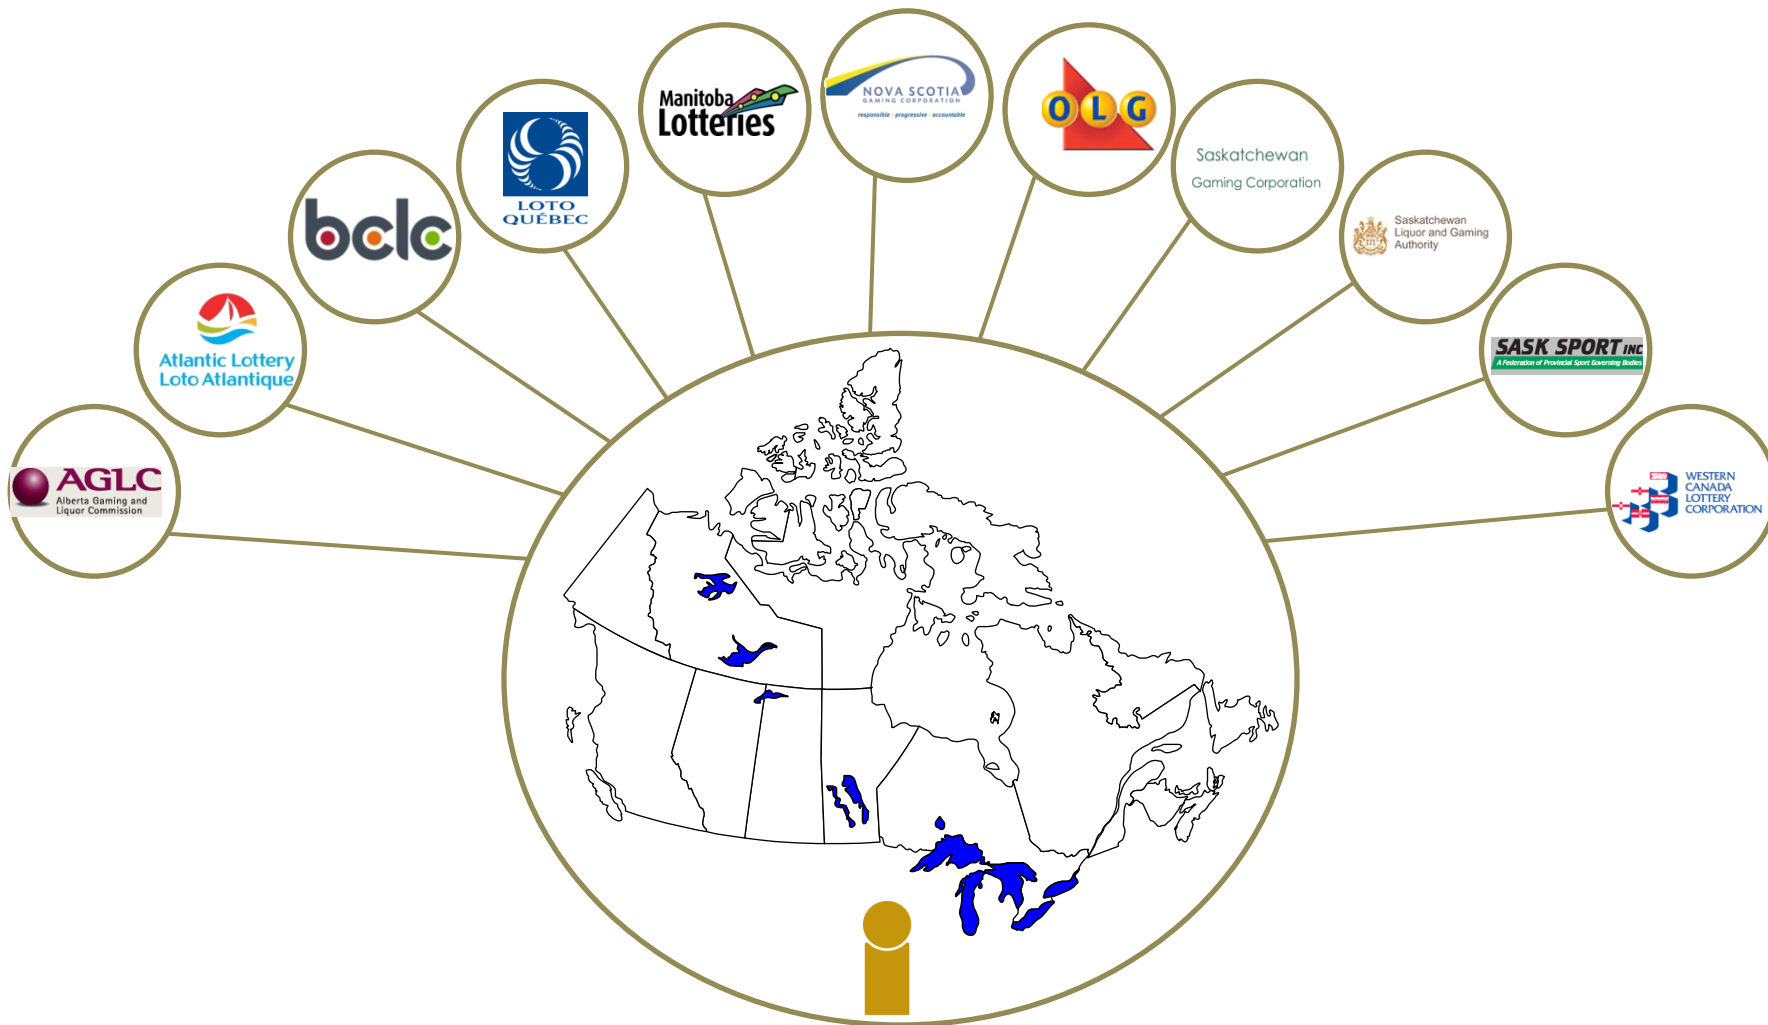 AGLC
Alberta Gaming and
Liquor Commission
Atlantic Lottery
Loto Atlantique
bclc
LOTO
QUÉBEC
Manitoba
Lotteries
NOVA SCOTIA
GAMING CORPORATION
responsible · progressive · accountable
OLG
Saskatchewan
Gaming Corporation
Saskatchewan
Liquor and Gaming
Authority
SASK SPORT INC
A Federation of Provincial Sport Governing Bodies
WESTERN
CANADA
LOTTERY
CORPORATION